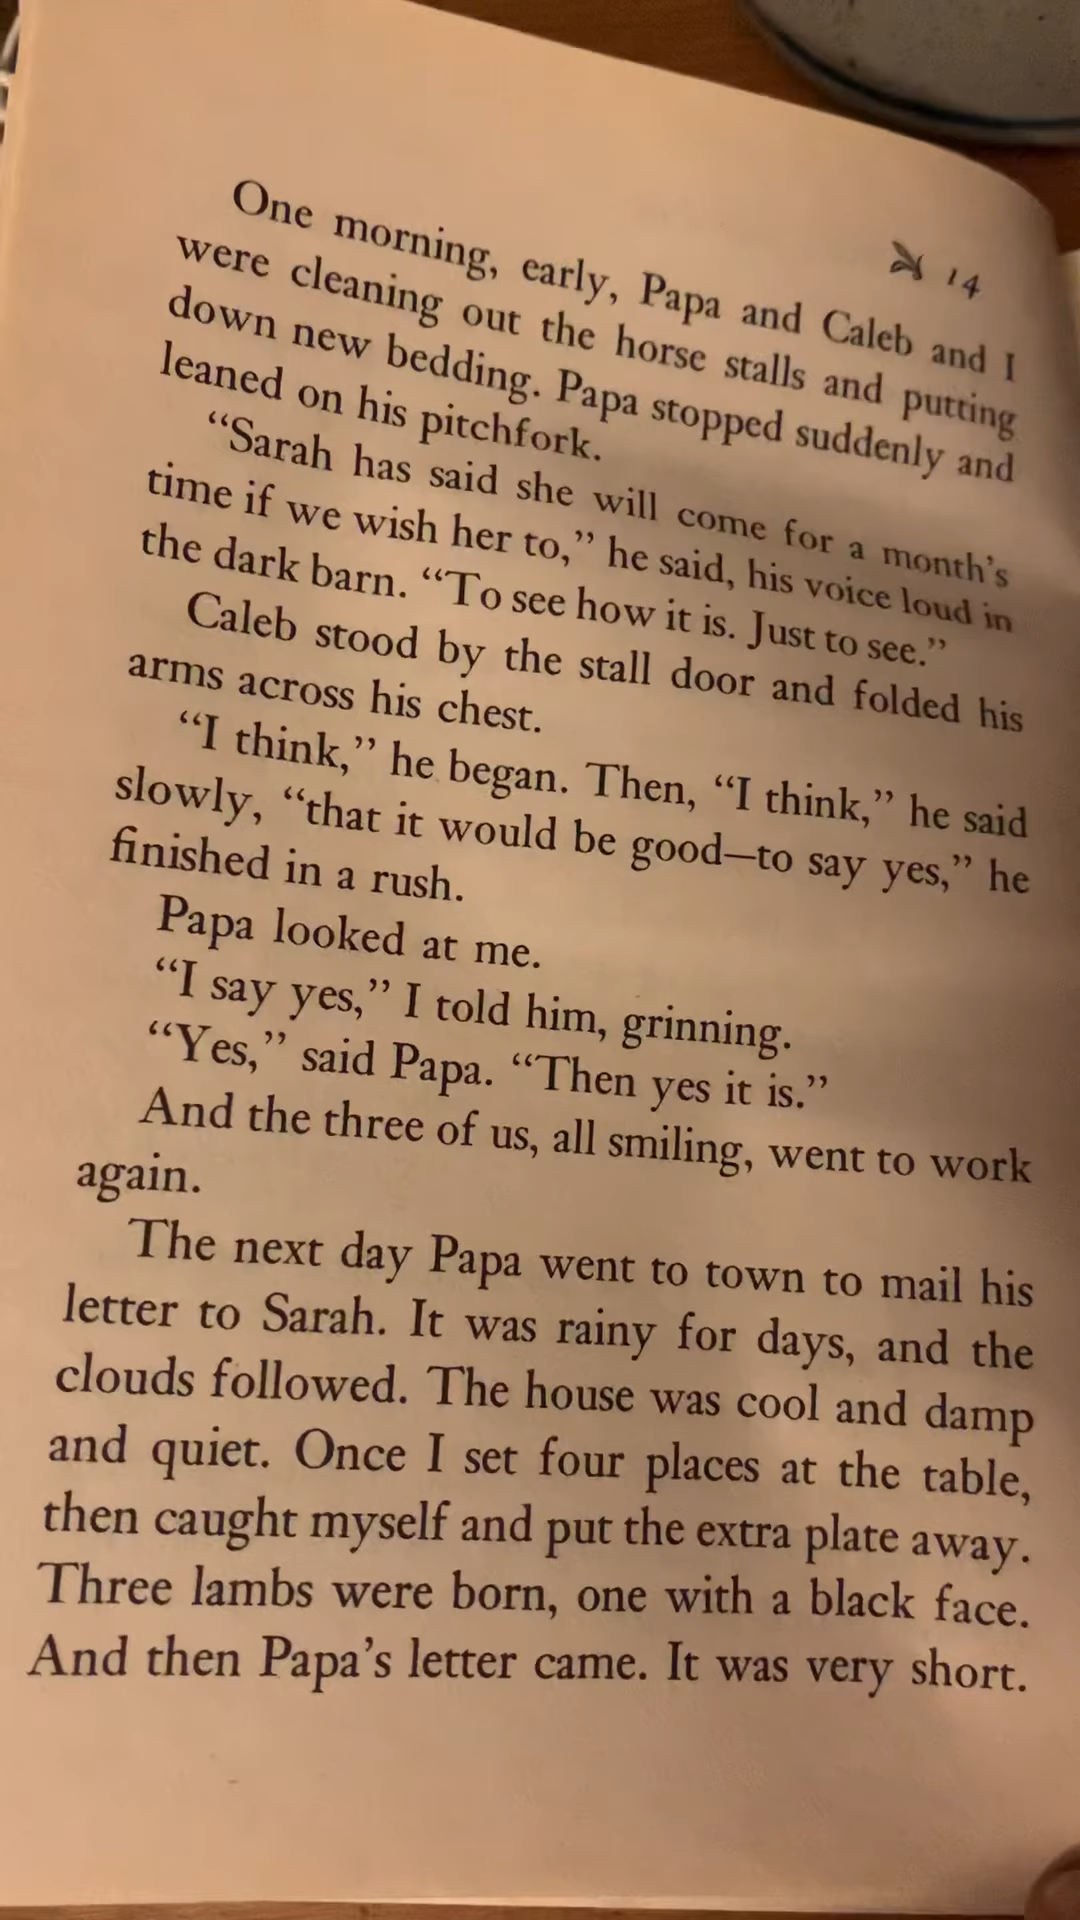 14
One morning, early, Papa and Caleb and I
were cleaning out the horse stalls and putting
down new bedding. Papa stopped suddenly and
leaned on his pitchfork.
“Sarah has said she will come for a month’s
time if we wish her to,” he said, his voice loud in
the dark barn. “To see how it is. Just to see.”
Caleb stood by the stall door and folded his
arms across his chest.
“I think,” he began. Then, “I think,” he said
slowly, “that it would be good—to say yes,” he
finished in a rush.
Papa looked at me.
“I say yes,” I told him, grinning.
“Yes,” said Papa. “Then yes it is.”
And the three of us, all smiling, went to work
again.
The next day Papa went to town to mail his
letter to Sarah. It was rainy for days, and the
clouds followed. The house was cool and damp
and quiet. Once I set four places at the table,
then caught myself and put the extra plate away.
Three lambs were born, one with a black face.
And then Papa’s letter came. It was very short.